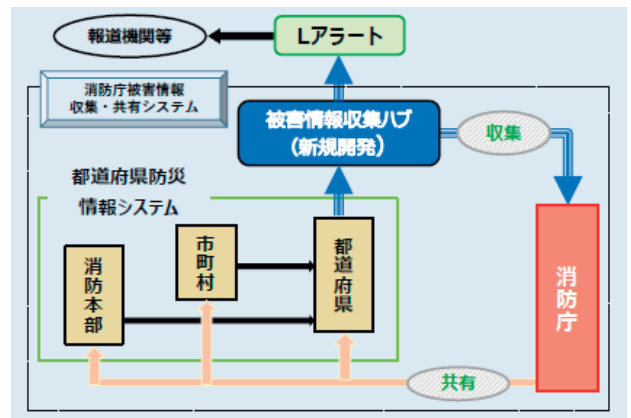 報道機関等
Lアラート
消防庁被害情報
収集・共有システム
被害情報収集ハブ
(新規開発)
収集
都道府県防災
情報システム
消防本部
市町村
都道府県
消防庁
共有